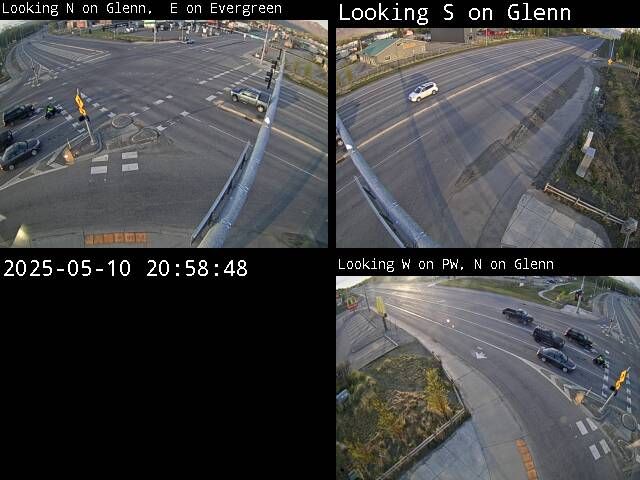 Looking N on Glenn,  E on Evergreen
Looking S on Glenn
2025-05-10 20:58:48
Looking W on PW, N on Glenn